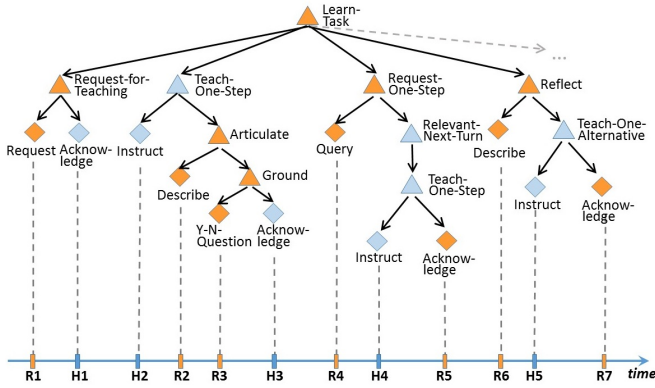 Learn-
Task
...
Request-for-
Teaching
Teach-
One-Step
Request-
One-Step
Reflect
Request
Acknow-
ledge
Instruct
Articulate
Query
Relevant-
Next-Turn
Describe
Teach-One-
Alternative
Describe
Ground
Teach-
One-Step
Instruct
Acknow-
ledge
Y-N-
Question
Acknow-
ledge
Instruct
Acknow-
ledge
R1 H1 H2 R2 R3 H3 R4 H4 R5 R6 H5 R7 time